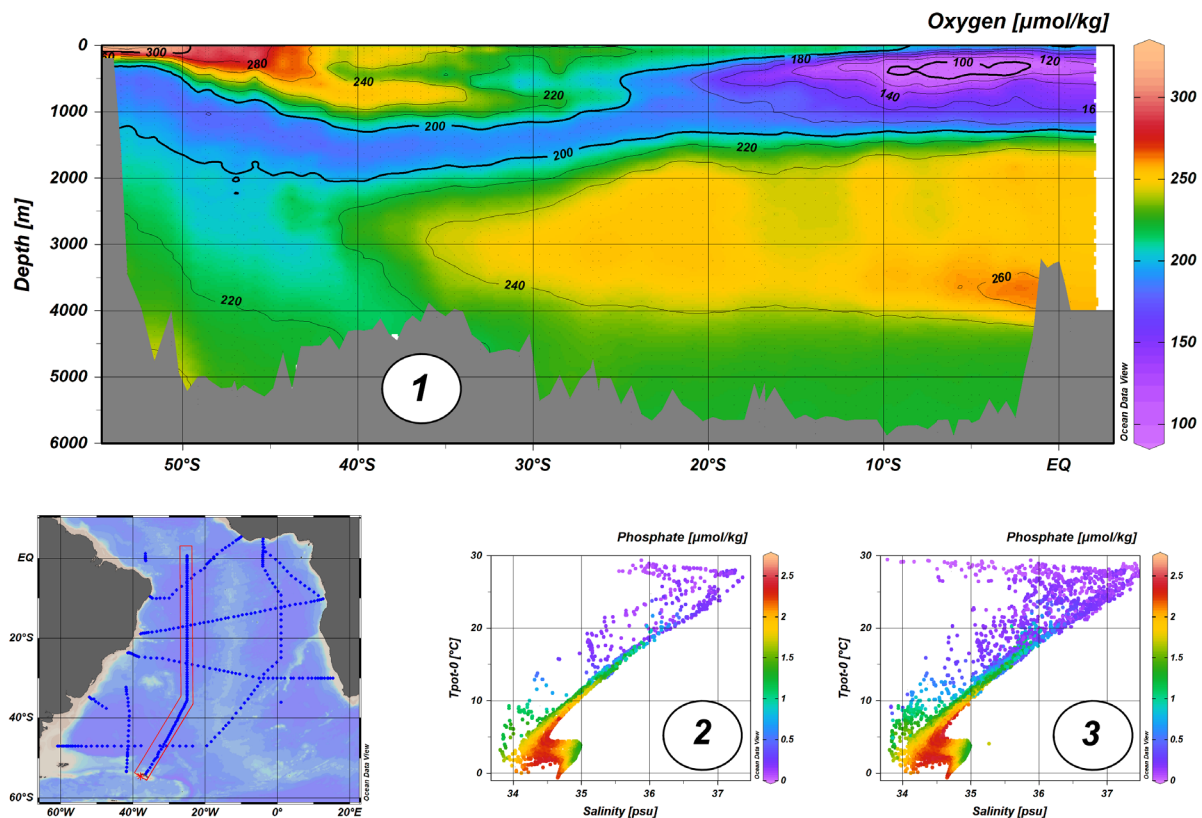 Oxygen [μmol/kg]
0
1000
2000
3000
4000
5000
6000
Depth [m]
300
280
240
220
200
200
220
240
180
100
120
140
16
220
260
220
240
1
50°S
40°S
30°S
20°S
10°S
EQ
Ocean Data View
300
250
200
150
100
EQ
20°S
40°S
60°S
60°W
40°W
20°W
0°
20°E
Ocean Data View
Phosphate [μmol/kg]
30
20
10
0
Tpot-0 [°C]
34
35
36
37
Salinity [psu]
2
Ocean Data View
2.5
2
1.5
1
0.5
0
Phosphate [μmol/kg]
30
20
10
0
Tpot-0 [°C]
34
35
36
37
Salinity [psu]
3
Ocean Data View
2.5
2
1.5
1
0.5
0